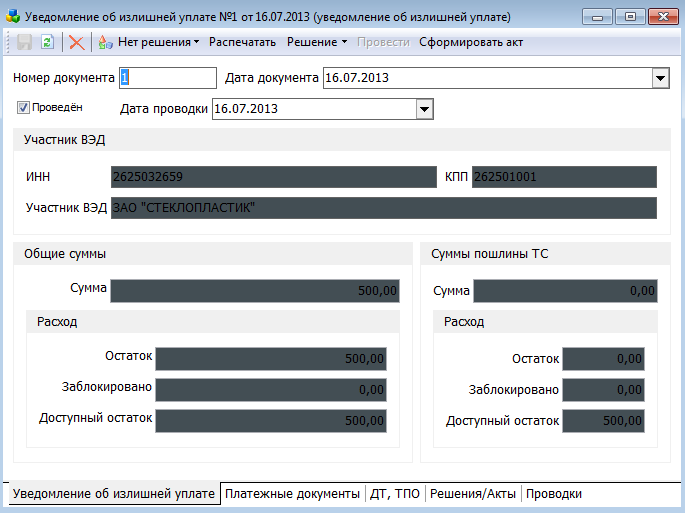 Уведомление об излишней уплате №1 от 16.07.2013 (уведомление об излишней уплате)
Нет решения Распечатать Решение Провести Сформировать акт
Номер документа 1 Дата документа 16.07.2013
Проведён Дата проводки 16.07.2013
Участник ВЭД
ИНН 2625032659 КПП 262501001
Участник ВЭД ЗАО "СТЕКЛОПЛАСТИК"
Общие суммы Суммы пошлины ТС
Сумма 500,00 Сумма 0,00
Расход Расход
Остаток 500,00 Остаток 0,00
Заблокировано 0,00 Заблокировано 0,00
Доступный остаток 500,00 Доступный остаток 500,00
Уведомление об излишней уплате Платежные документы ДТ, ТПО Решения/Акты Проводки